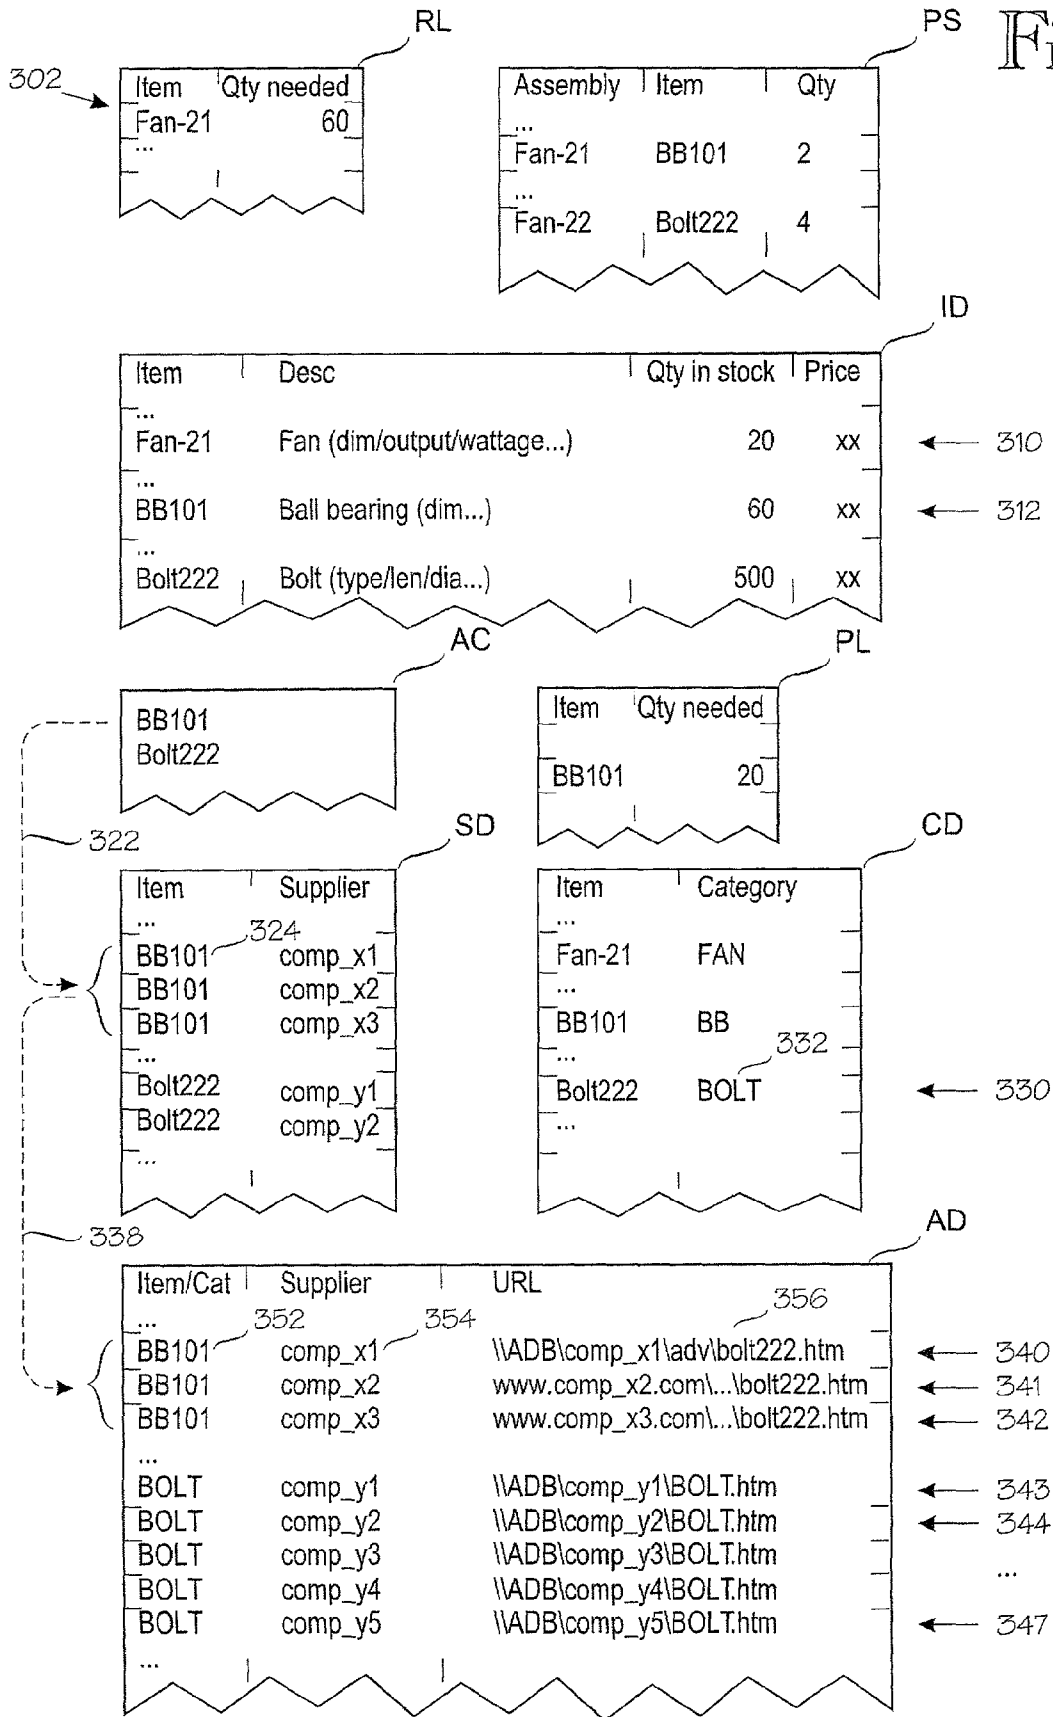 RL
PS
302
Item Qty needed
Fan-21 60
...
Assembly Item Qty
...
Fan-21 BB101 2
...
Fan-22 Bolt222 4
ID
Item Desc Qty in stock Price
...
Fan-21 Fan (dim/output/wattage...) 20 xx
310
...
BB101 Ball bearing (dim...) 60 xx
312
...
Bolt222 Bolt (type/len/dia...) 500 xx
AC
BB101
Bolt222
PL
Item Qty needed
BB101 20
322
SD
Item Supplier
...
BB101 324 comp_x1
BB101 comp_x2
BB101 comp_x3
...
Bolt222 comp_y1
Bolt222 comp_y2
...
CD
Item Category
...
Fan-21 FAN
...
BB101 BB
...
332
Bolt222 BOLT
330
...
338
AD
Item/Cat Supplier URL
...
352 354 356
BB101 comp_x1 \\ADB\comp_x1\adv\bolt222.htm 340
BB101 comp_x2 www.comp_x2.com\...\bolt222.htm 341
BB101 comp_x3 www.comp_x3.com\...\bolt222.htm 342
...
BOLT comp_y1 \\ADB\comp_y1\BOLT.htm 343
BOLT comp_y2 \\ADB\comp_y2\BOLT.htm 344
BOLT comp_y3 \\ADB\comp_y3\BOLT.htm
BOLT comp_y4 \\ADB\comp_y4\BOLT.htm ...
BOLT comp_y5 \\ADB\comp_y5\BOLT.htm 347
...